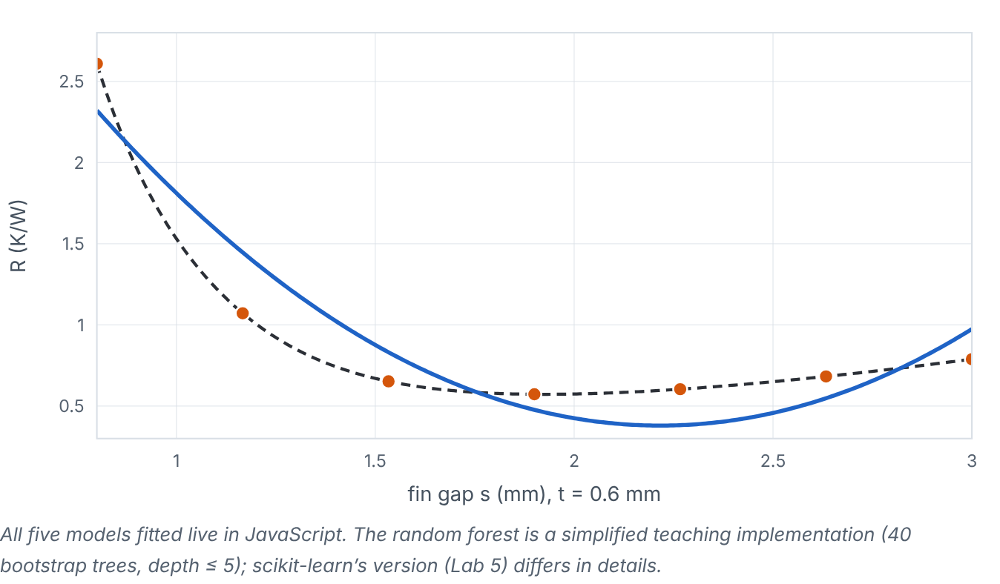 2.5
2
1.5
1
0.5
R (K/W)
1
1.5
2
2.5
3
fin gap s (mm), t = 0.6 mm
All five models fitted live in JavaScript. The random forest is a simplified teaching implementation (40
bootstrap trees, depth ≤ 5); scikit-learn’s version (Lab 5) differs in details.